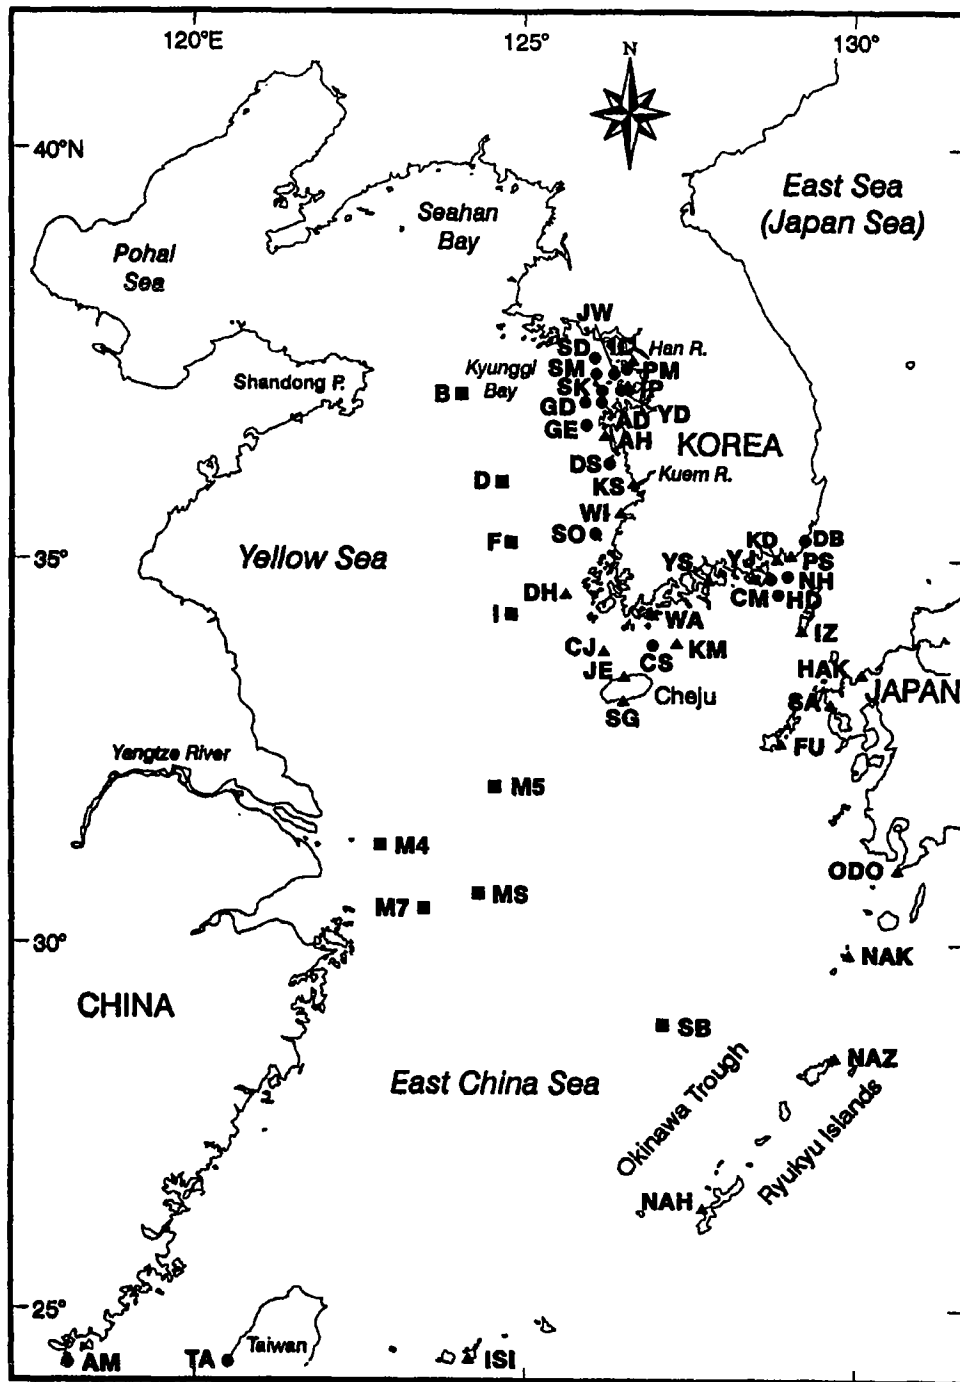 120°E
125°
130°
N
40°N
East Sea
(Japan Sea)
Seahan
Bay
Pohai
Sea
JW
SD
IC
Han R.
SM
Kyunggi
Bay
PM
SK
IP
Shandong P.
B
GD
YD
AD
GE
AH
KOREA
DS
Kuem R.
D
KS
WI
SO
KD
DB
F
Yellow Sea
35°
YS
YJ
PS
NH
DH
CM
HD
I
WA
IZ
CJ
KM
CS
HAK
JE
Cheju
JAPAN
SA
SG
FU
Yangtze River
M5
M4
ODO
MS
M7
30°
NAK
CHINA
SB
NAZ
East China Sea
Okinawa Trough
Ryukyu Islands
NAH
25°
Taiwan
AM
TA
ISI